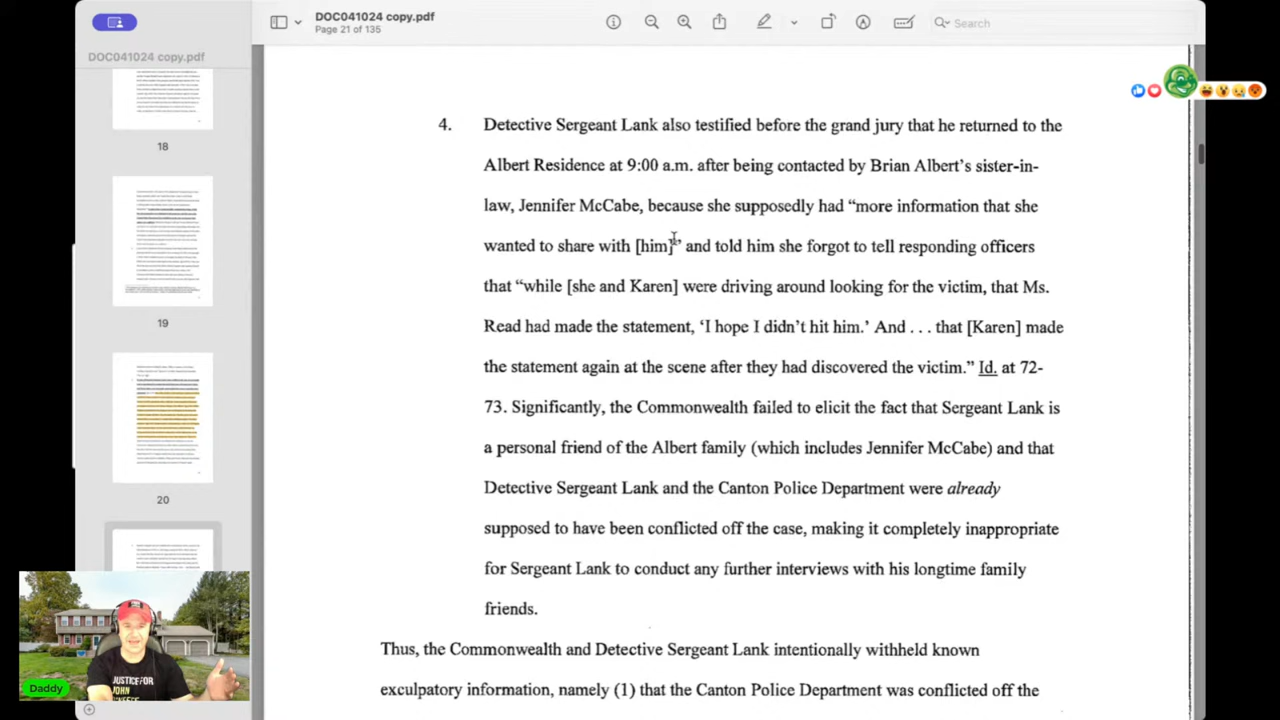 DOC041024 copy.pdf
Page 21 of 135
Search
DOC041024 copy.pdf
18
19
20
4. Detective Sergeant Lank also testified before the grand jury that he returned to the
Albert Residence at 9:00 a.m. after being contacted by Brian Albert's sister-in-
law, Jennifer McCabe, because she supposedly had "more information that she
wanted to share with [him]" and told him she forgot to tell responding officers
that "while [she and Karen] were driving around looking for the victim, that Ms.
Read had made the statement, 'I hope I didn't hit him.' And . . . that [Karen] made
the statement again at the scene after they had discovered the victim." Id. at 72-
73. Significantly, the Commonwealth failed to elicit the fact that Sergeant Lank is
a personal friend of the Albert family (which includes Jennifer McCabe) and that
Detective Sergeant Lank and the Canton Police Department were already
supposed to have been conflicted off the case, making it completely inappropriate
for Sergeant Lank to conduct any further interviews with his longtime family
friends.
Thus, the Commonwealth and Detective Sergeant Lank intentionally withheld known
exculpatory information, namely (1) that the Canton Police Department was conflicted off the
JUSTICE FOR
JOHN
Daddy